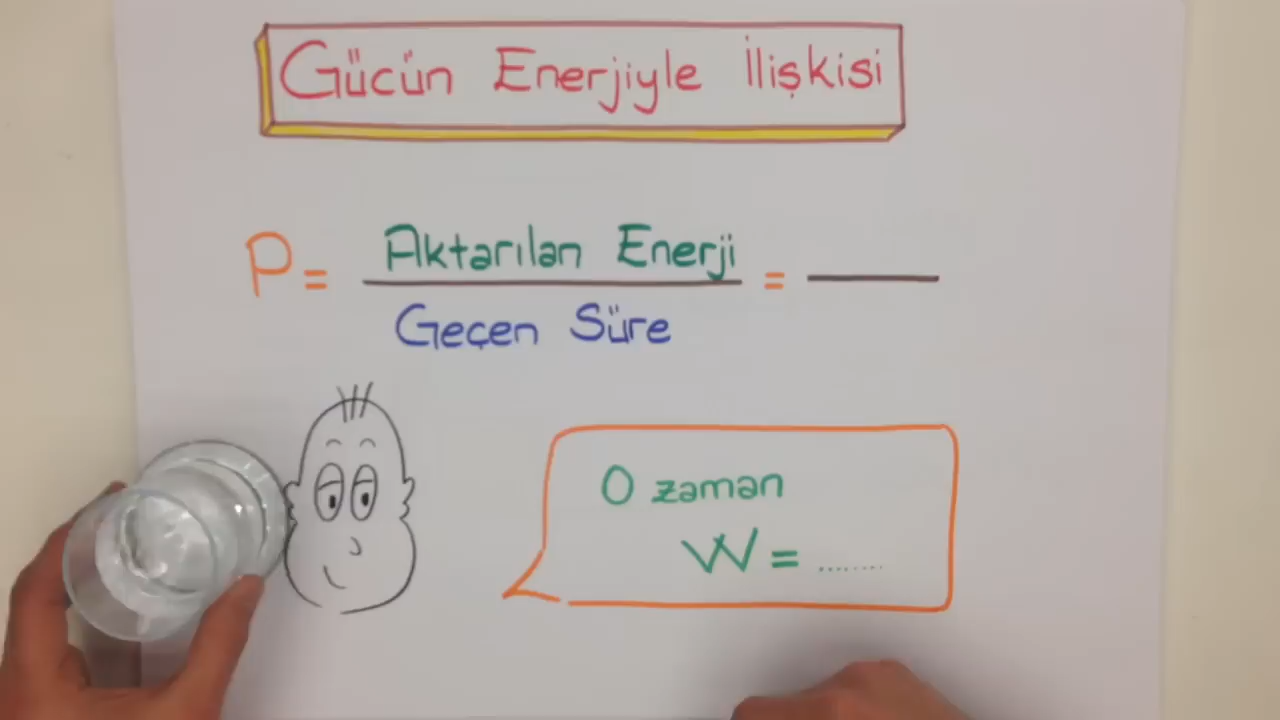 Gücün Enerjiyle İlişkisi
P = Aktarılan Enerji =
Geçen Süre
O zaman
W = ........